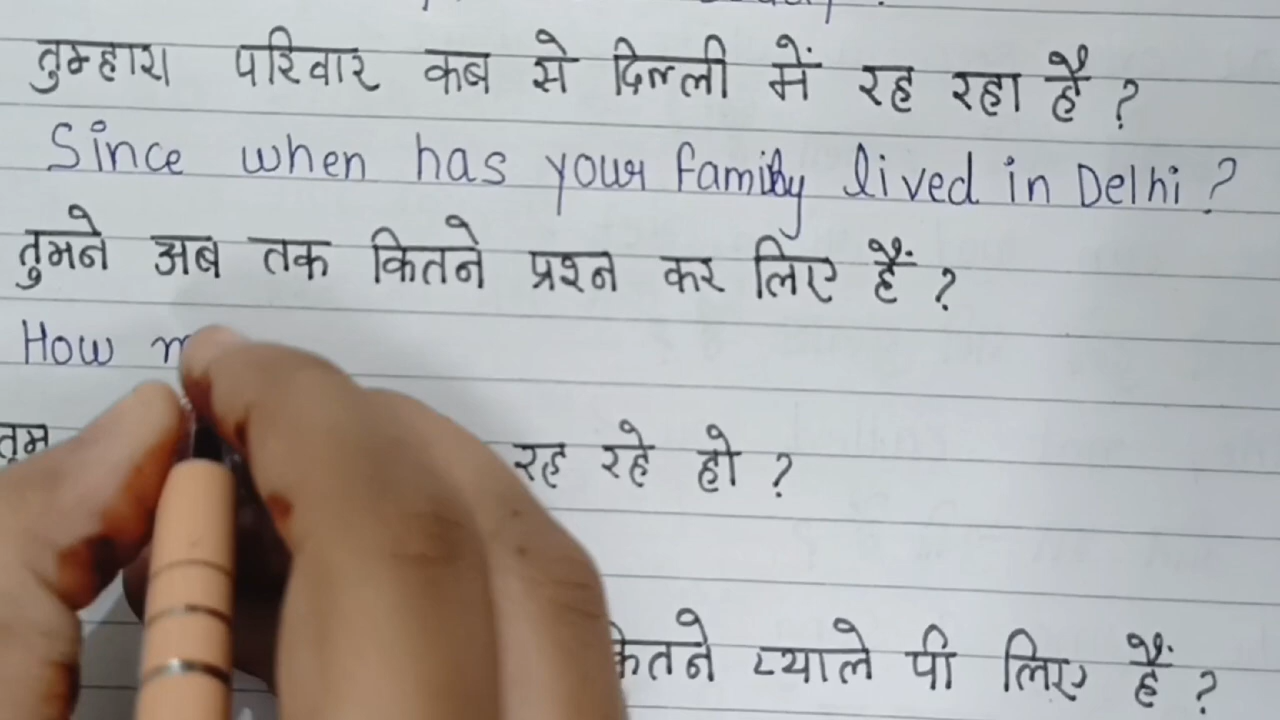 तुम्हारा परिवार कब से दिल्ली में रह रहा है ?
Since when has your family lived in Delhi ?
तुमने अब तक कितने प्रश्न कर लिए हैं ?
How
तुम रह रहे हो ?
कितने प्याले पी लिए हैं ?